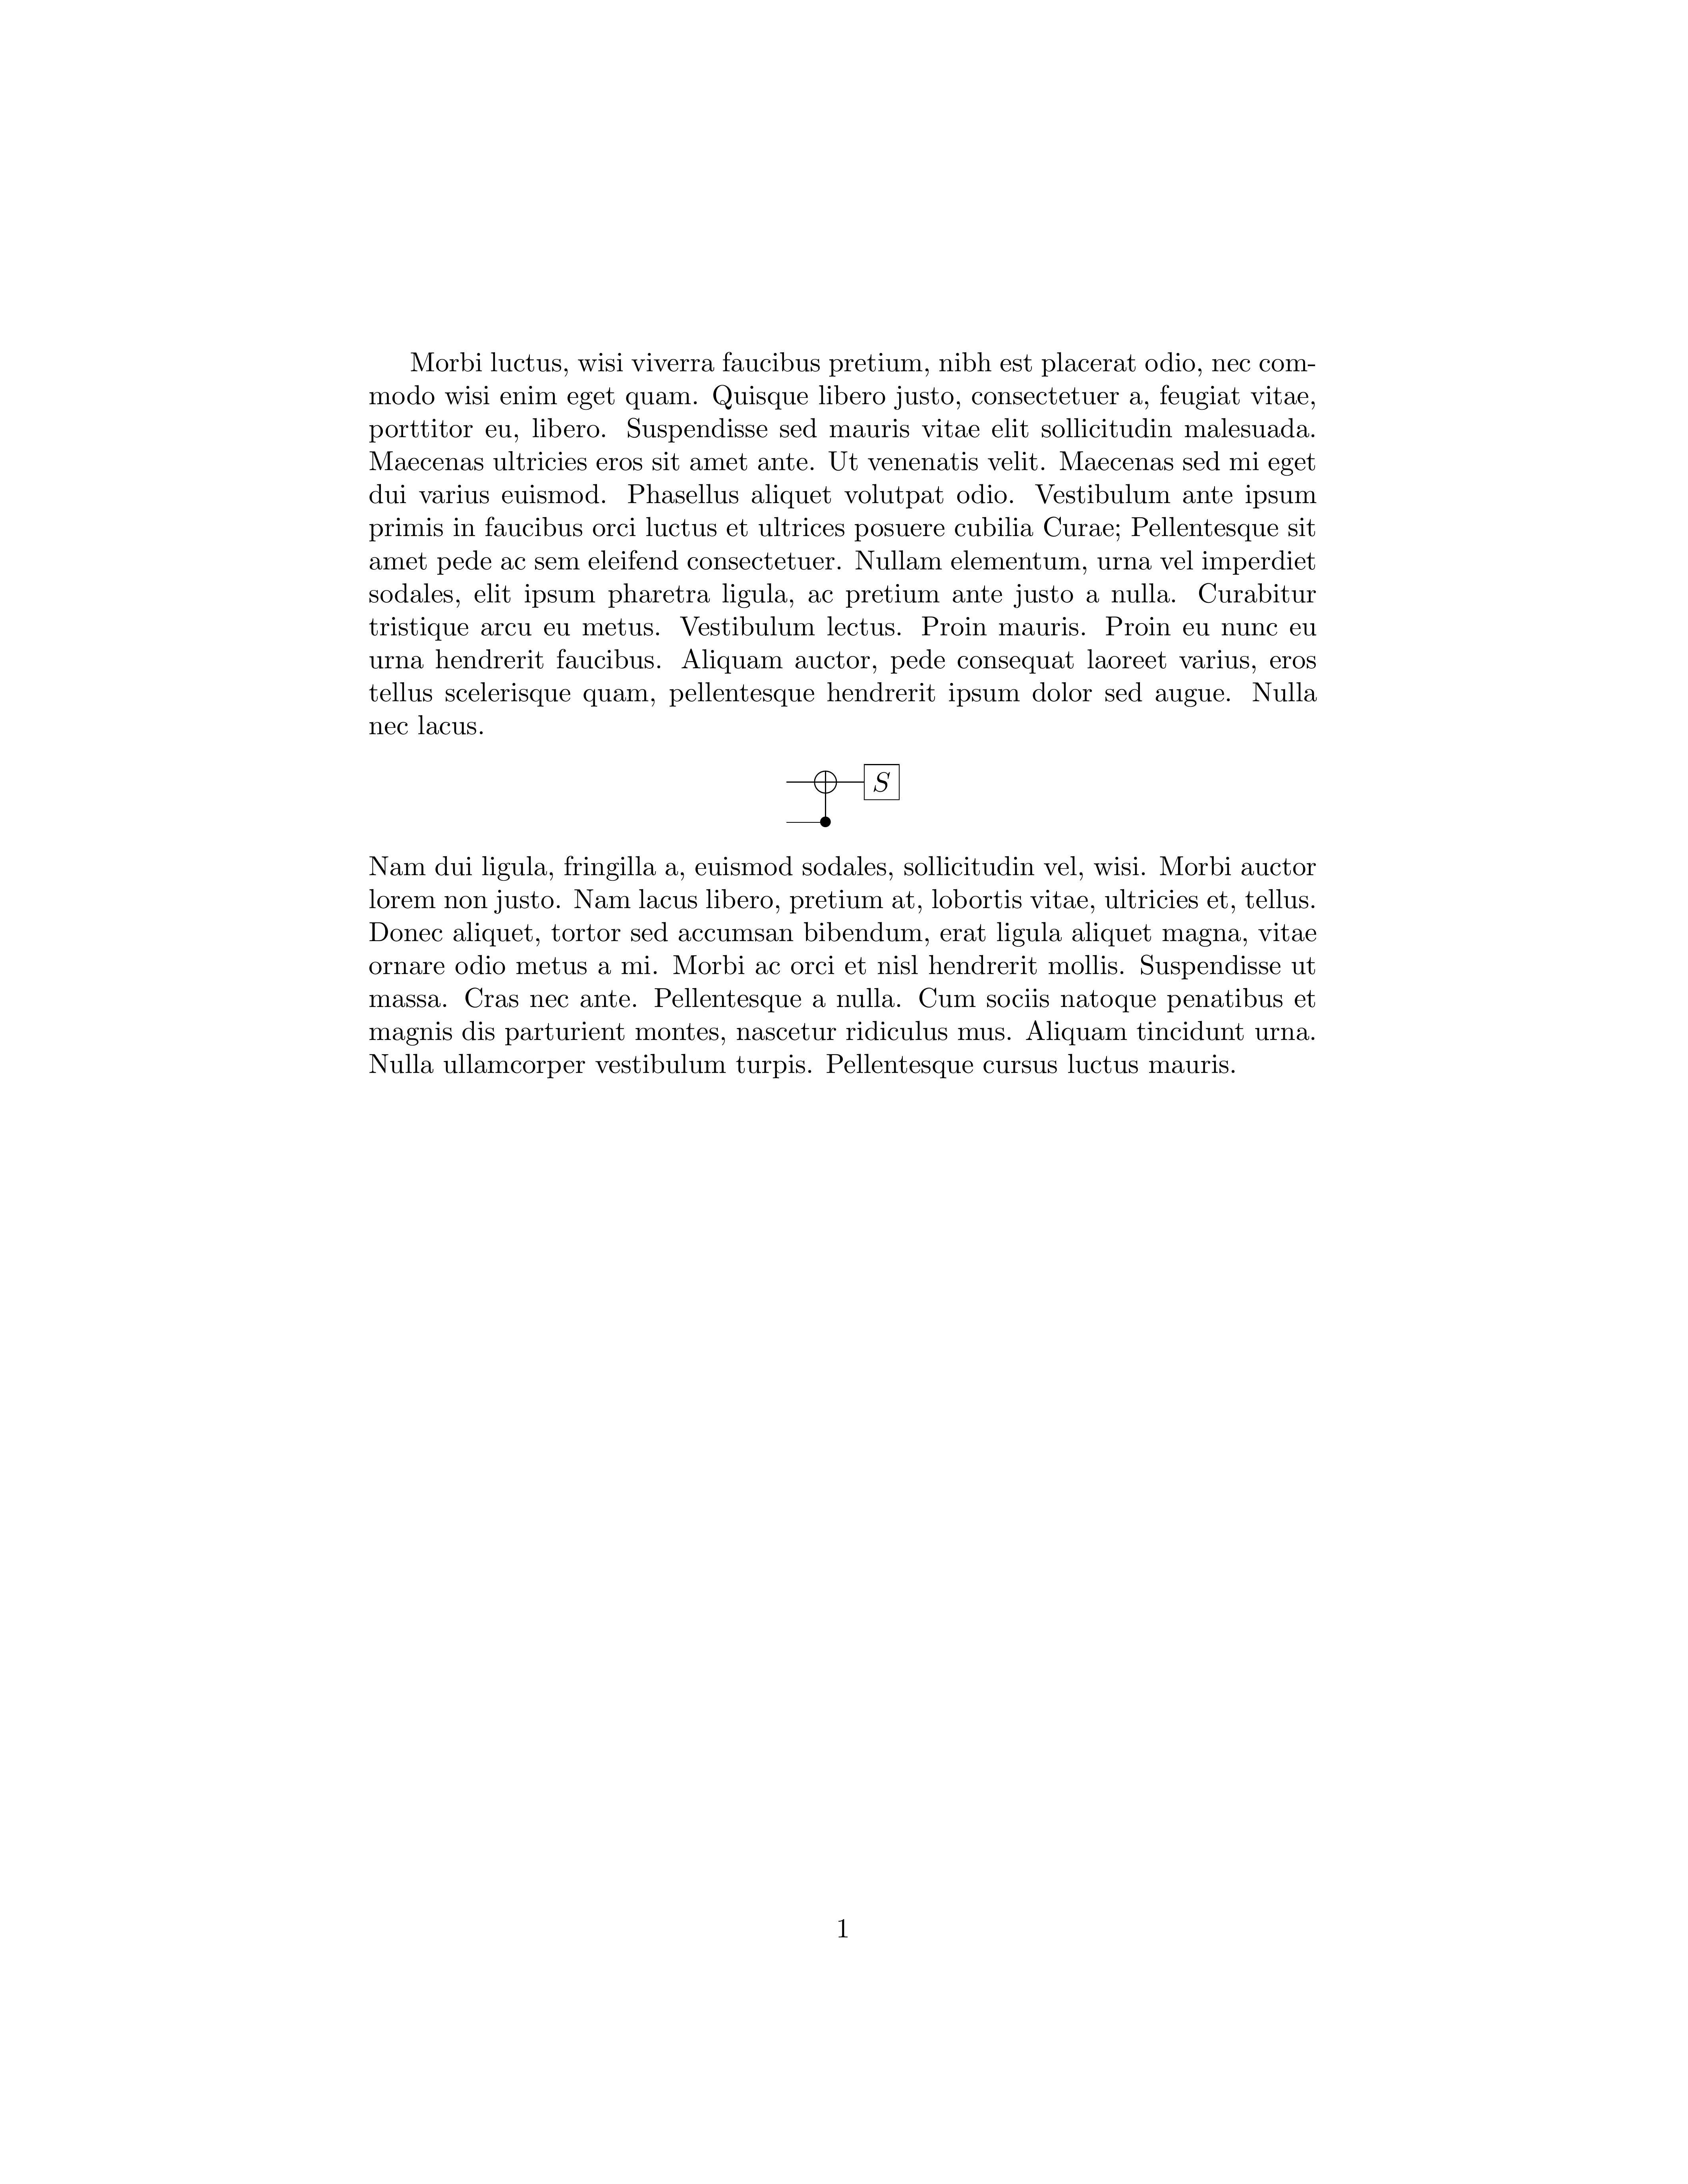 Morbi luctus, wisi viverra faucibus pretium, nibh est placerat odio, nec com-
modo wisi enim eget quam. Quisque libero justo, consectetuer a, feugiat vitae,
porttitor eu, libero. Suspendisse sed mauris vitae elit sollicitudin malesuada.
Maecenas ultricies eros sit amet ante. Ut venenatis velit. Maecenas sed mi eget
dui varius euismod. Phasellus aliquet volutpat odio. Vestibulum ante ipsum
primis in faucibus orci luctus et ultrices posuere cubilia Curae; Pellentesque sit
amet pede ac sem eleifend consectetuer. Nullam elementum, urna vel imperdiet
sodales, elit ipsum pharetra ligula, ac pretium ante justo a nulla. Curabitur
tristique arcu eu metus. Vestibulum lectus. Proin mauris. Proin eu nunc eu
urna hendrerit faucibus. Aliquam auctor, pede consequat laoreet varius, eros
tellus scelerisque quam, pellentesque hendrerit ipsum dolor sed augue. Nulla
nec lacus.
S
Nam dui ligula, fringilla a, euismod sodales, sollicitudin vel, wisi. Morbi auctor
lorem non justo. Nam lacus libero, pretium at, lobortis vitae, ultricies et, tellus.
Donec aliquet, tortor sed accumsan bibendum, erat ligula aliquet magna, vitae
ornare odio metus a mi. Morbi ac orci et nisl hendrerit mollis. Suspendisse ut
massa. Cras nec ante. Pellentesque a nulla. Cum sociis natoque penatibus et
magnis dis parturient montes, nascetur ridiculus mus. Aliquam tincidunt urna.
Nulla ullamcorper vestibulum turpis. Pellentesque cursus luctus mauris.
1